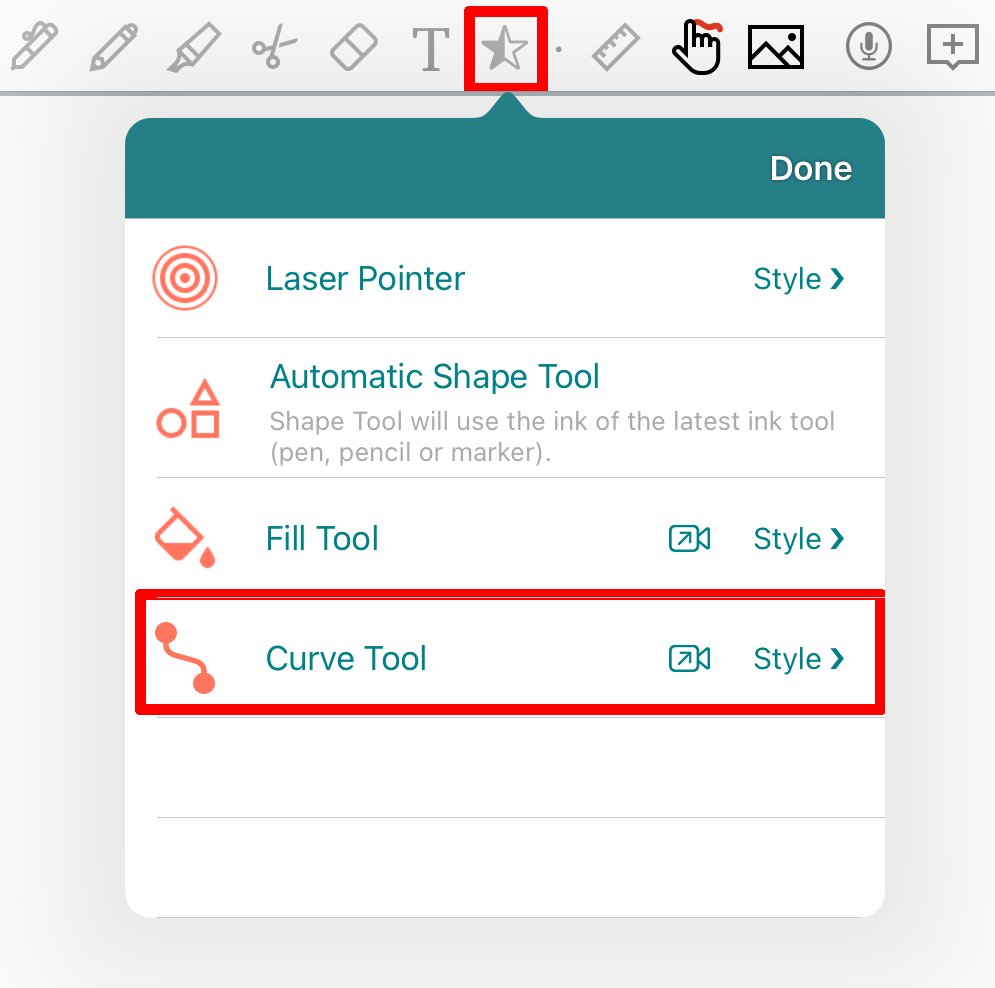 T
Done
Laser Pointer Style
Automatic Shape Tool
Shape Tool will use the ink of the latest ink tool
(pen, pencil or marker).
Fill Tool Style
Curve Tool Style